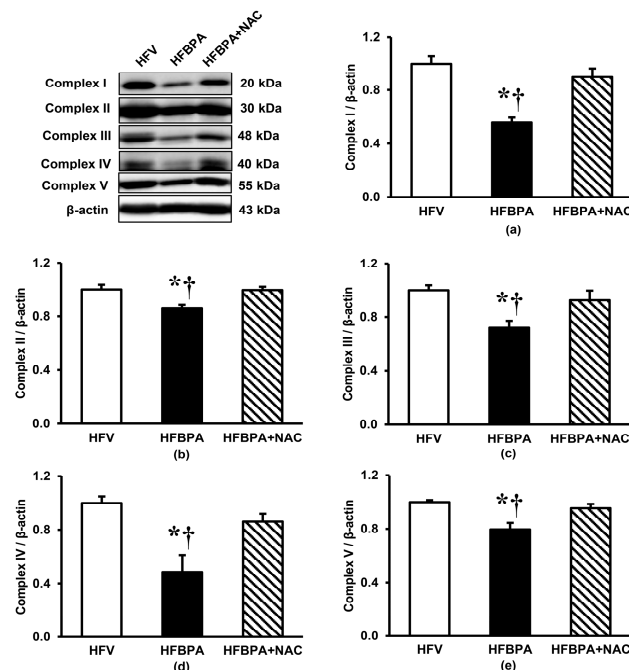 HFV HFBPA HFBPA+NAC
Complex I 20 kDa
Complex II 30 kDa
Complex III 48 kDa
Complex IV 40 kDa
Complex V 55 kDa
β-actin 43 kDa
Complex I / β-actin
1.2
0.8
0.4
0.0
*†
HFV HFBPA HFBPA+NAC
(a)
Complex II / β-actin
1.2
0.8
0.4
0.0
*†
HFV HFBPA HFBPA+NAC
(b)
Complex III / β-actin
1.2
0.8
0.4
0.0
*†
HFV HFBPA HFBPA+NAC
(c)
Complex IV / β-actin
1.2
0.8
0.4
0.0
*†
HFV HFBPA HFBPA+NAC
(d)
Complex V / β-actin
1.2
0.8
0.4
0.0
*†
HFV HFBPA HFBPA+NAC
(e)